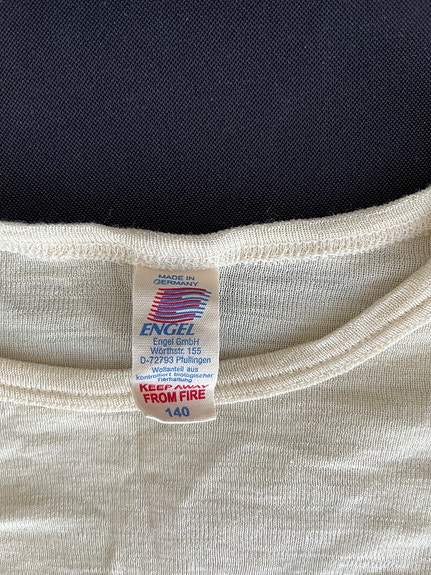 MADE IN
GERMANY
ENGEL
Engel GmbH
Wörthstr. 155
D-72793 Pfullingen
Wollanteil aus
kontrolliert biologischer
Tierhaltung
KEEP AWAY
FROM FIRE
140